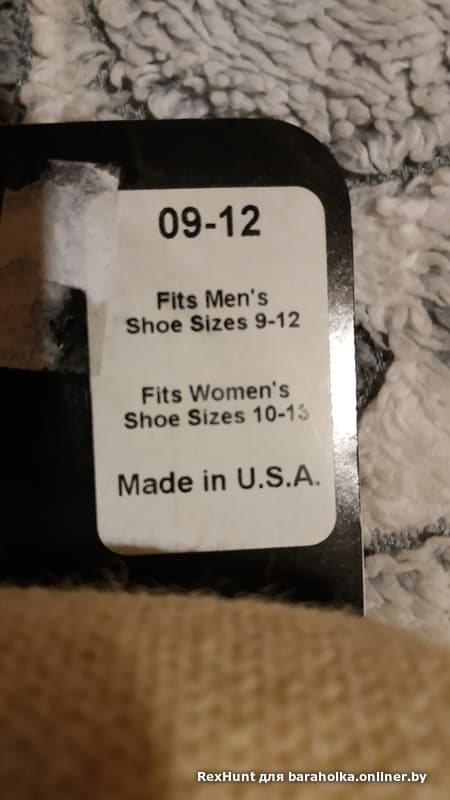 09-12
Fits Men's
Shoe Sizes 9-12
Fits Women's
Shoe Sizes 10-13
Made in U.S.A.
RexHunt для baraholka.onliner.by